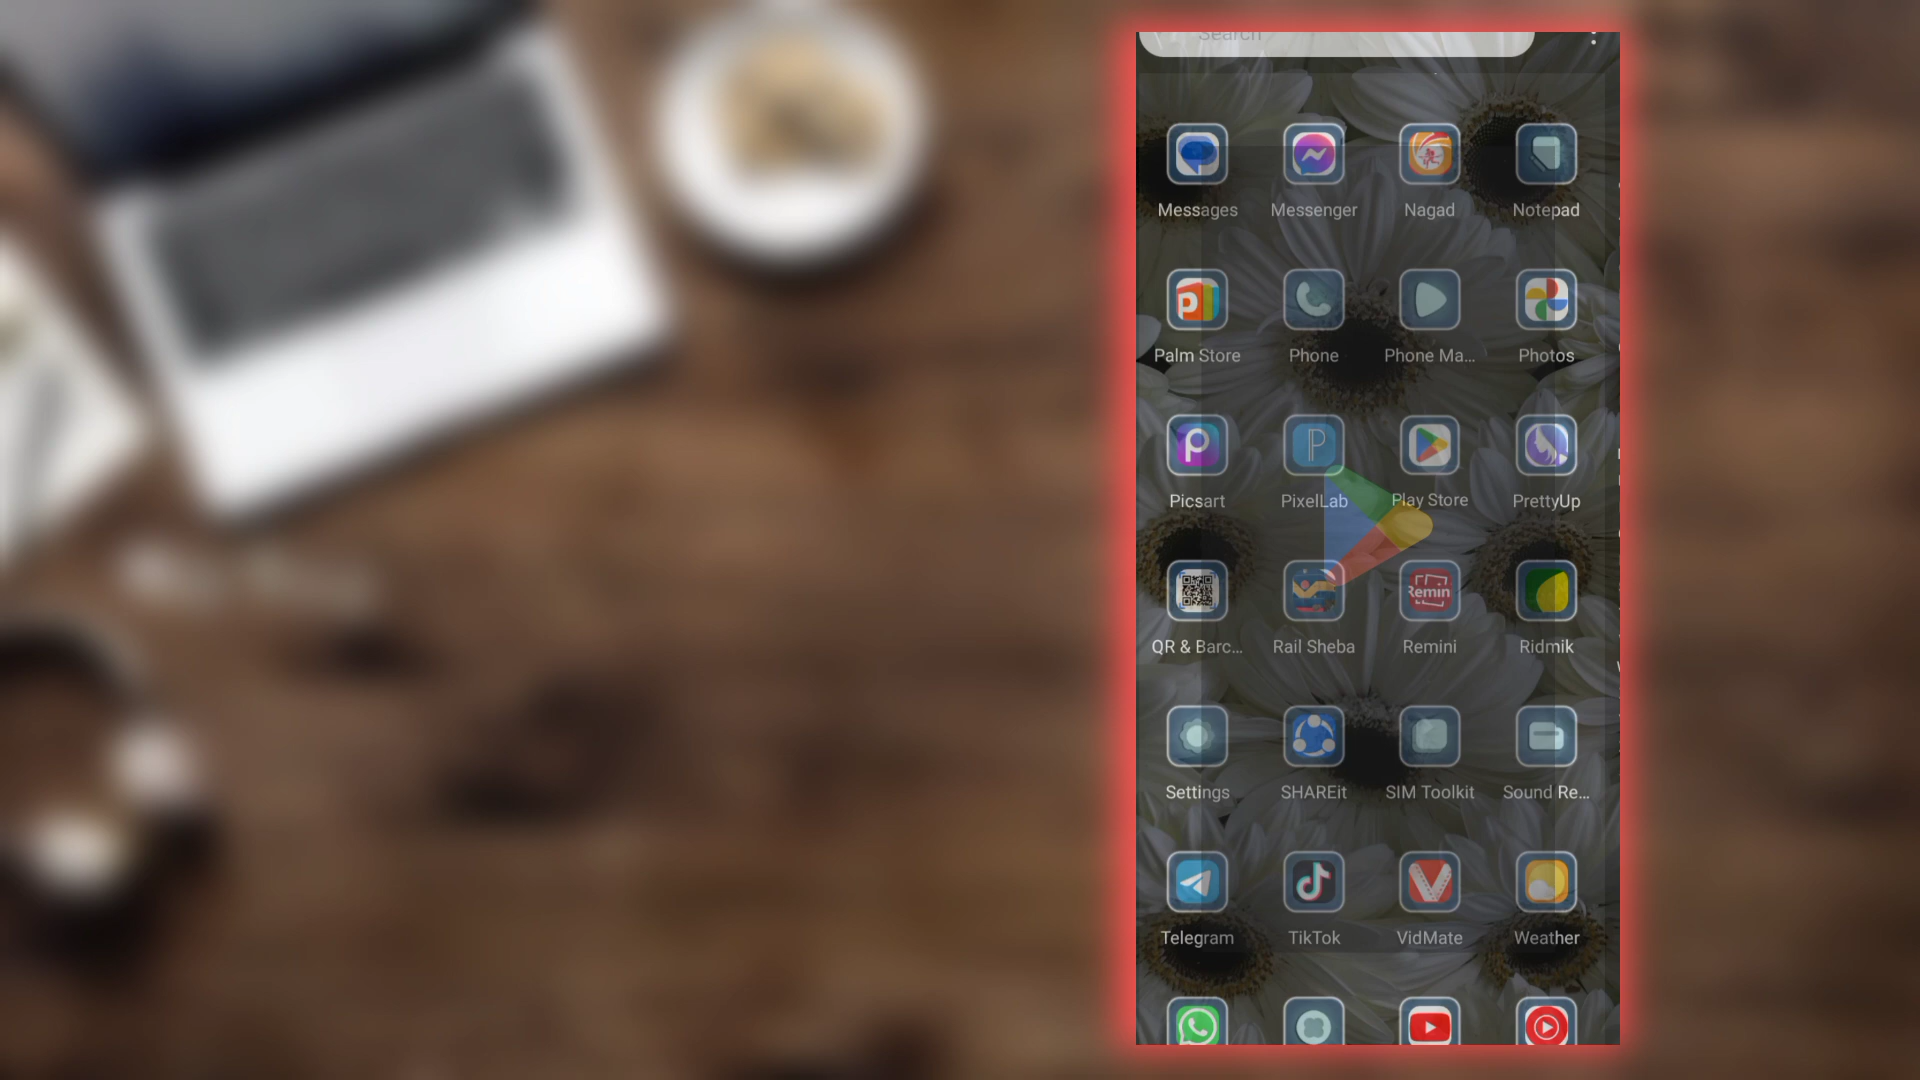 Search
Messages Messenger Nagad Notepad
Palm Store Phone Phone Ma... Photos
Picsart PixelLab Play Store PrettyUp
QR & Barc... Rail Sheba Remini Ridmik
Settings SHAREit SIM Toolkit Sound Re...
Telegram TikTok VidMate Weather